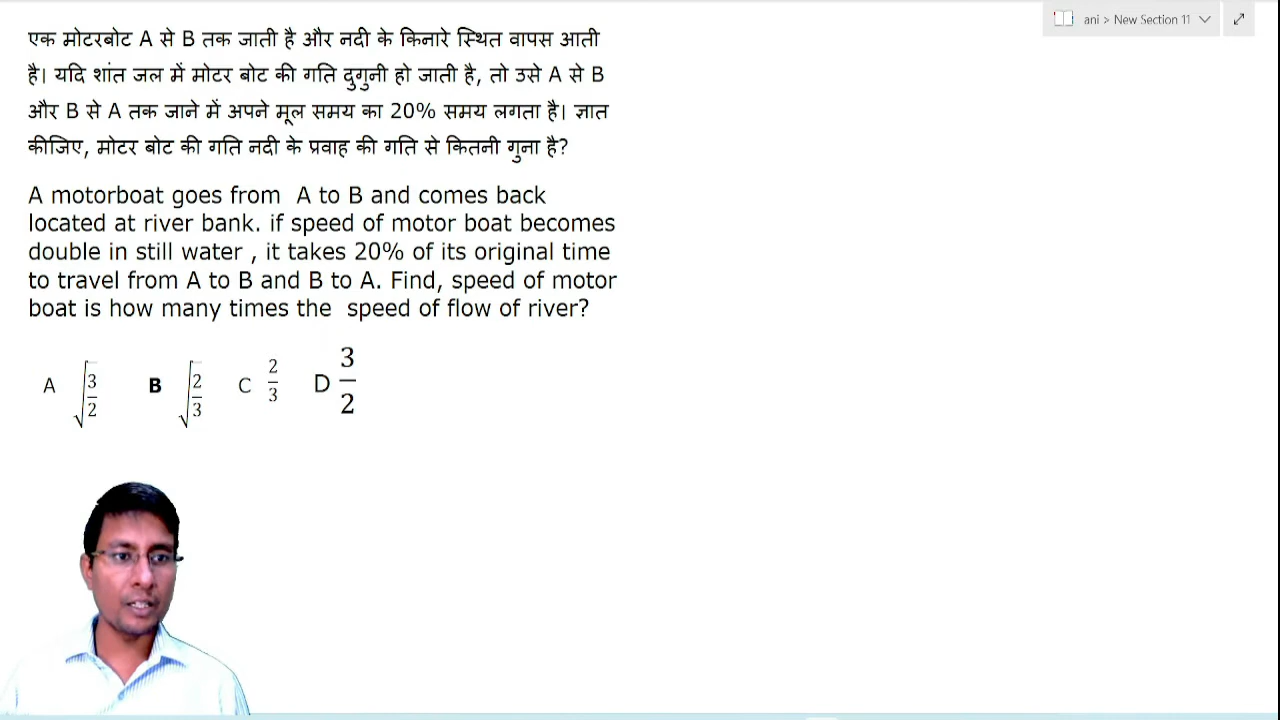 ani > New Section 11
एक मोटरबोट A से B तक जाती है और नदी के किनारे स्थित वापस आती
है। यदि शांत जल में मोटर बोट की गति दुगुनी हो जाती है, तो उसे A से B
और B से A तक जाने में अपने मूल समय का 20% समय लगता है। ज्ञात
कीजिए, मोटर बोट की गति नदी के प्रवाह की गति से कितनी गुना है?
A motorboat goes from A to B and comes back
located at river bank. if speed of motor boat becomes
double in still water , it takes 20% of its original time
to travel from A to B and B to A. Find, speed of motor
boat is how many times the speed of flow of river?
A √(3/2) B √(2/3) C 2/3 D 3/2